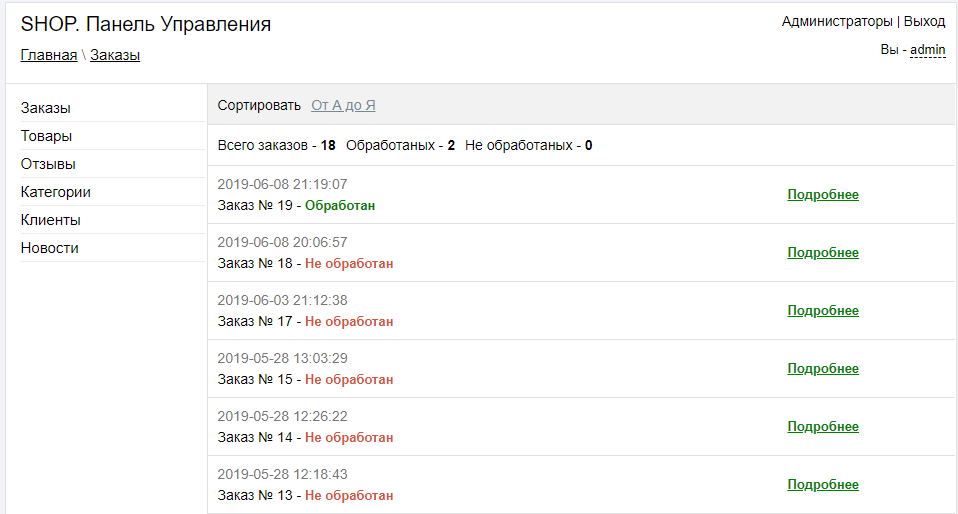 SHOP. Панель Управления
Администраторы | Выход
Главная \ Заказы
Вы - admin
Заказы
Товары
Отзывы
Категории
Клиенты
Новости
Сортировать От А до Я
Всего заказов - 18 Обработаных - 2 Не обработаных - 0
2019-06-08 21:19:07
Заказ № 19 - Обработан
Подробнее
2019-06-08 20:06:57
Заказ № 18 - Не обработан
Подробнее
2019-06-03 21:12:38
Заказ № 17 - Не обработан
Подробнее
2019-05-28 13:03:29
Заказ № 15 - Не обработан
Подробнее
2019-05-28 12:26:22
Заказ № 14 - Не обработан
Подробнее
2019-05-28 12:18:43
Заказ № 13 - Не обработан
Подробнее